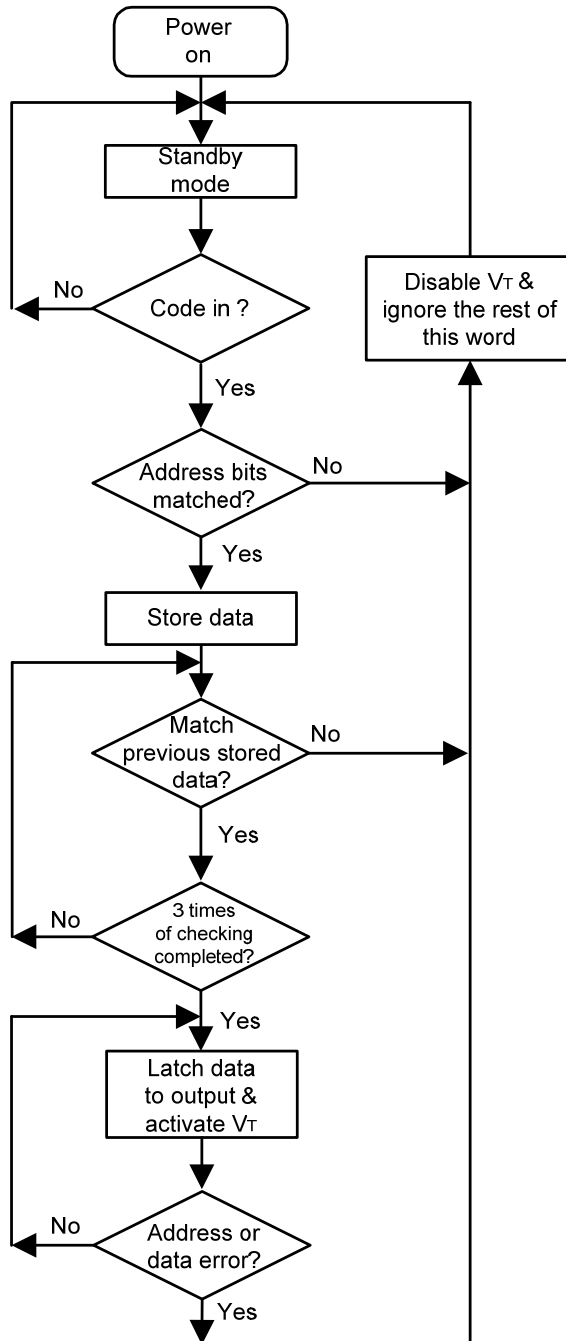 Power
on
Standby
mode
No
Code in ?
Disable VT &
ignore the rest of
this word
Yes
Address bits
matched?
No
Yes
Store data
Match
previous stored
data?
No
Yes
No
3 times
of checking
completed?
Yes
Latch data
to output &
activate VT
No
Address or
data error?
Yes